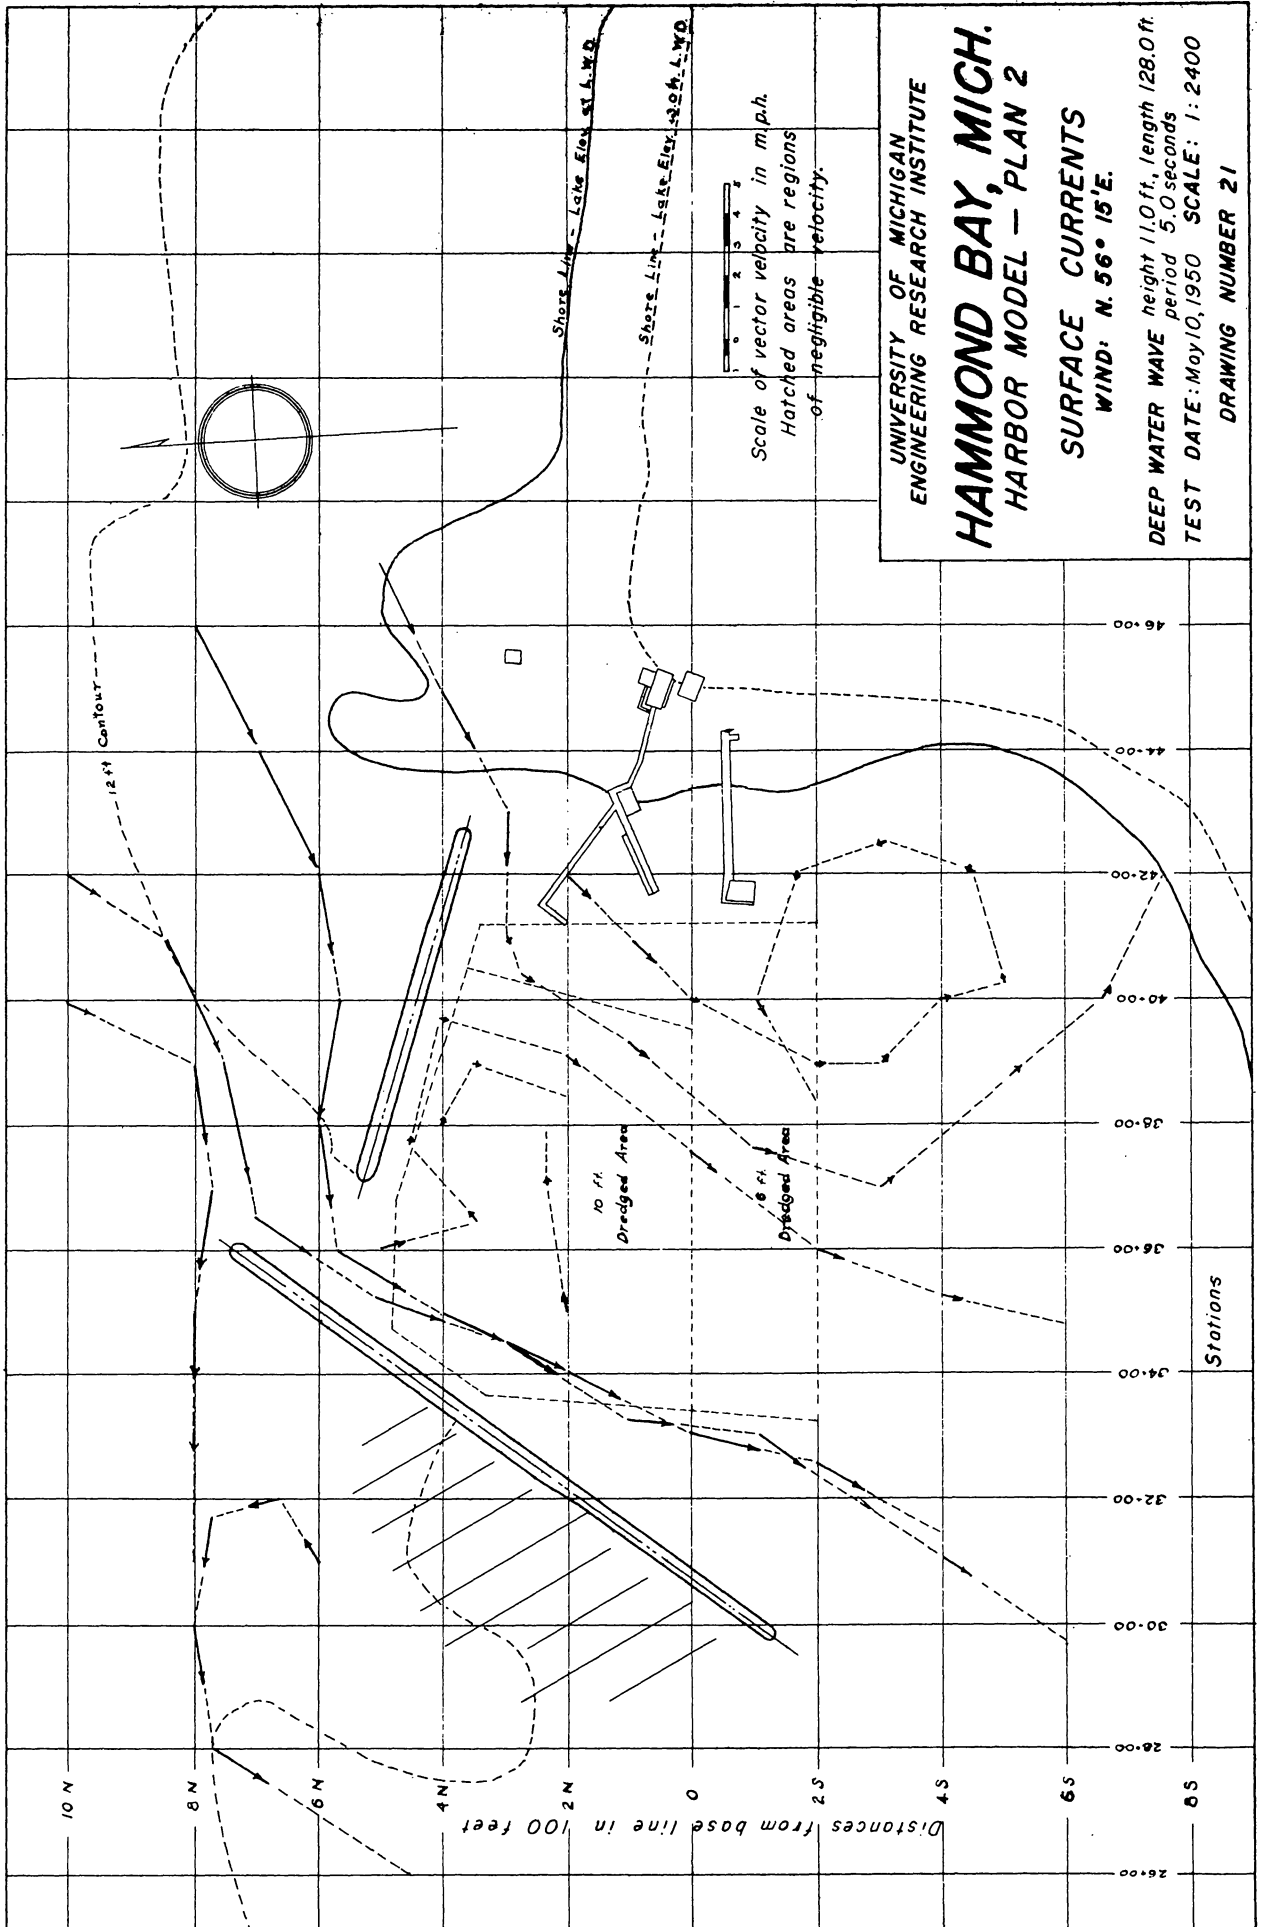 UNIVERSITY OF MICHIGAN
ENGINEERING RESEARCH INSTITUTE
HAMMOND BAY, MICH.
HARBOR MODEL — PLAN 2
SURFACE CURRENTS
WIND: N. 56° 15' E.
DEEP WATER WAVE height 11.0 ft., length 128.0 ft.
period 5.0 seconds
TEST DATE: May 10, 1950 SCALE: 1:2400
DRAWING NUMBER 21
1 0 1 2 3 4 5
Scale of vector velocity in m.p.h.
Hatched areas are regions
of negligible velocity.
Shore Line - Lake Elev. at L.W.D.
Shore Line - Lake Elev. +2.0 ft. L.W.D.
12 ft Contour
10 ft.
Dredged Area
6 ft.
Dredged Area
Stations
46+00
44+00
42+00
40+00
38+00
36+00
34+00
32+00
30+00
28+00
26+00
Distances from base line in 100 feet
10 N
8 N
6 N
4 N
2 N
0
2 S
4 S
6 S
8 S